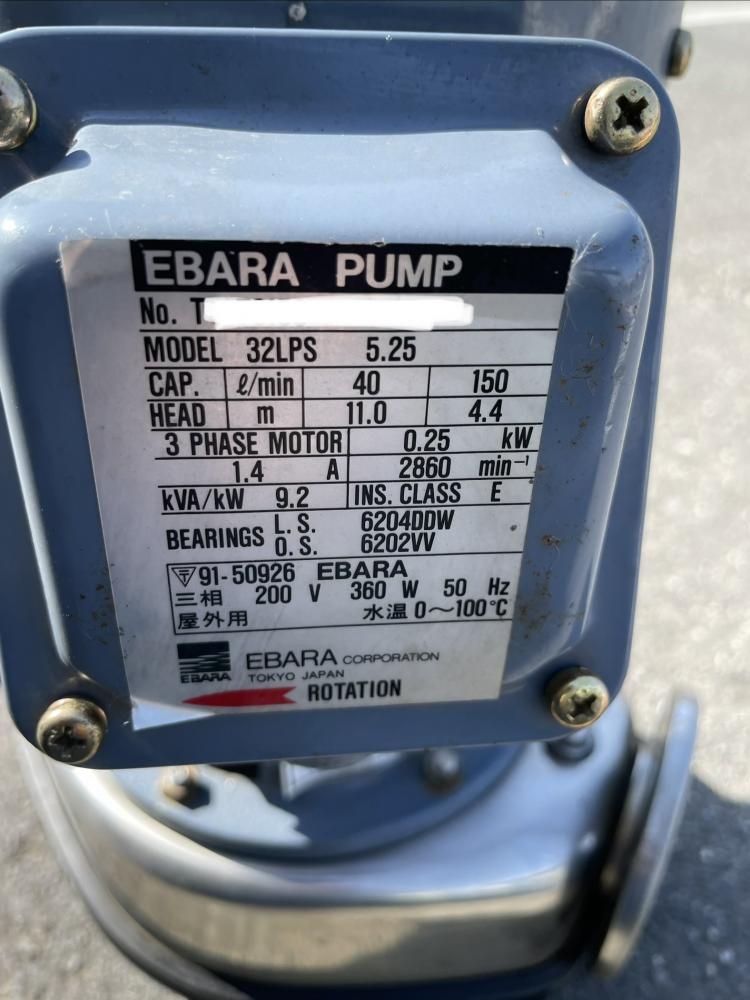 EBARA PUMP
No. T
MODEL 32LPS 5.25
CAP. ℓ/min 40 150
HEAD m 11.0 4.4
3 PHASE MOTOR 0.25 kW
1.4 A 2860 min⁻¹
kVA/kW 9.2 INS. CLASS E
BEARINGS L.S. 6204DDW
O.S. 6202VV
91-50926 EBARA
三相 200 V 360 W 50 Hz
屋外用 水温 0～100℃
EBARA EBARA CORPORATION
TOKYO JAPAN
ROTATION